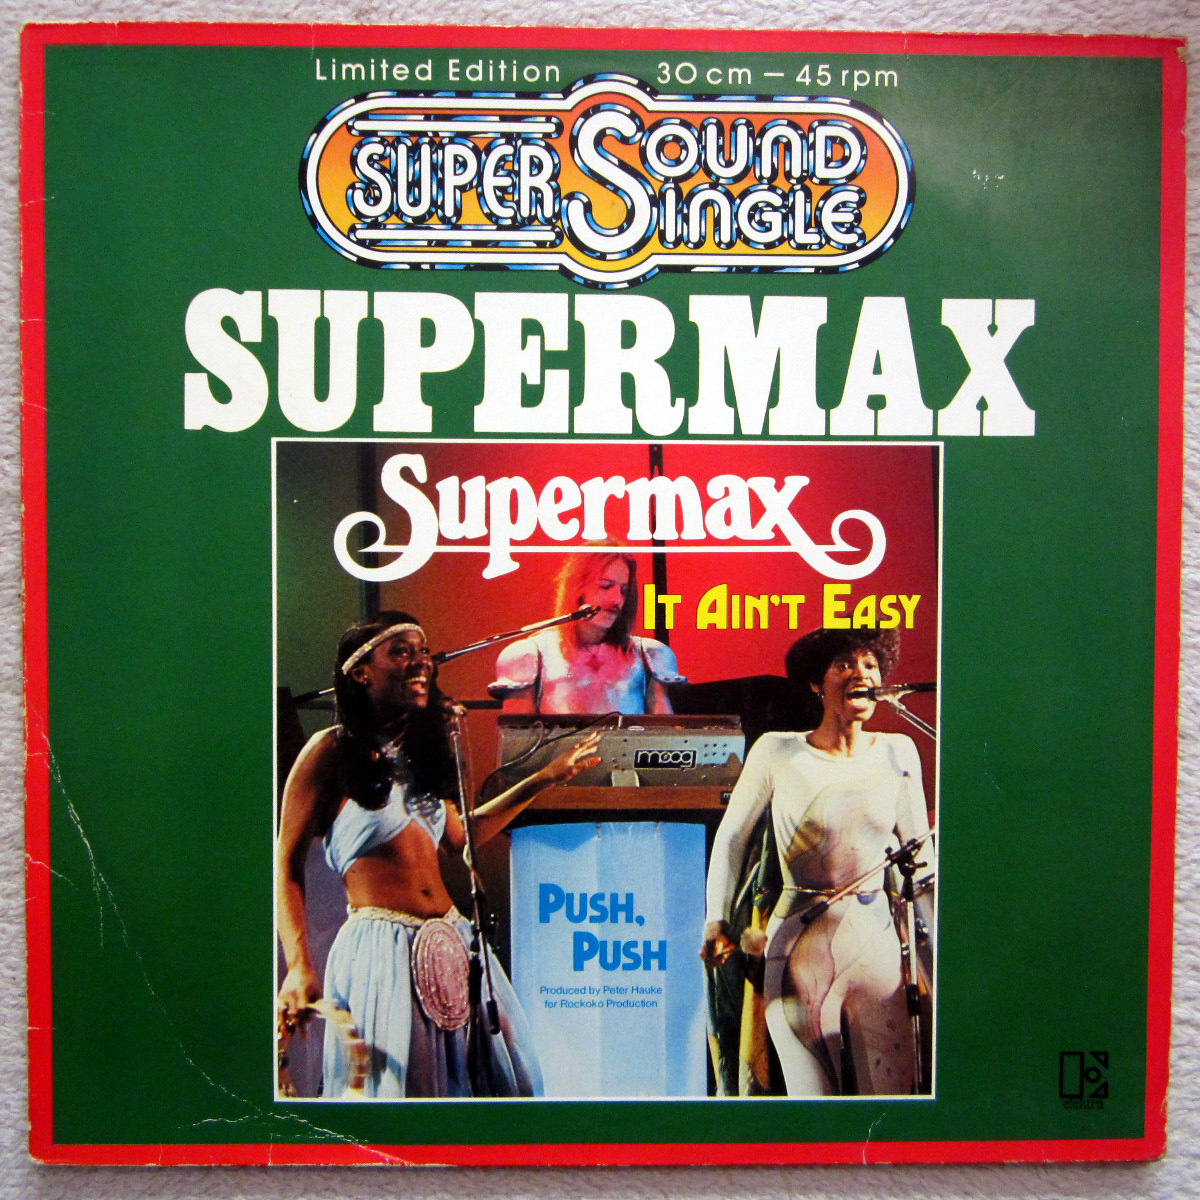 Limited Edition 30 cm – 45 rpm
SUPER SOUND SINGLE
SUPERMAX
Supermax
IT AIN'T EASY
moog
PUSH,
PUSH
Produced by Peter Hauke
for Rockoko Production
elektra